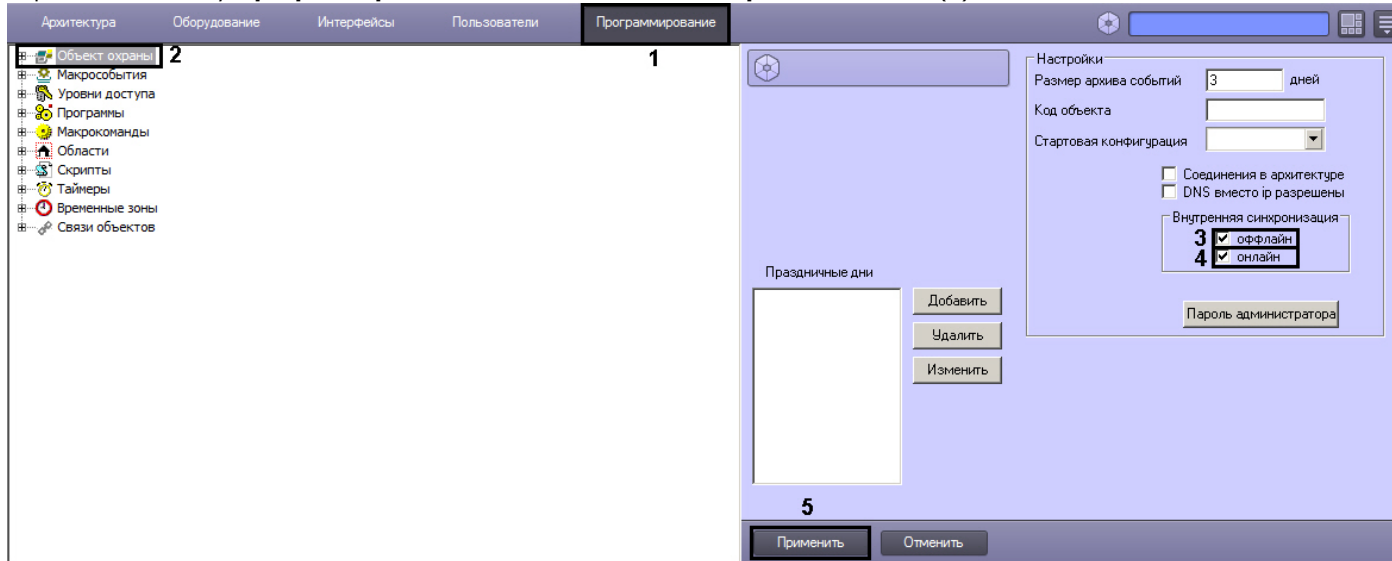 Архитектура
Оборудование
Интерфейсы
Пользователи
Программирование
1
Объект охраны
2
Макрособытия
Уровни доступа
Программы
Макрокоманды
Области
Скрипты
Таймеры
Временные зоны
Связи объектов
Настройки
Размер архива событий 3 дней
Код объекта
Стартовая конфигурация
Соединения в архитектуре
DNS вместо ip разрешены
Внутренняя синхронизация
3 оффлайн
4 онлайн
Пароль администратора
Праздничные дни
Добавить
Удалить
Изменить
5
Применить
Отменить